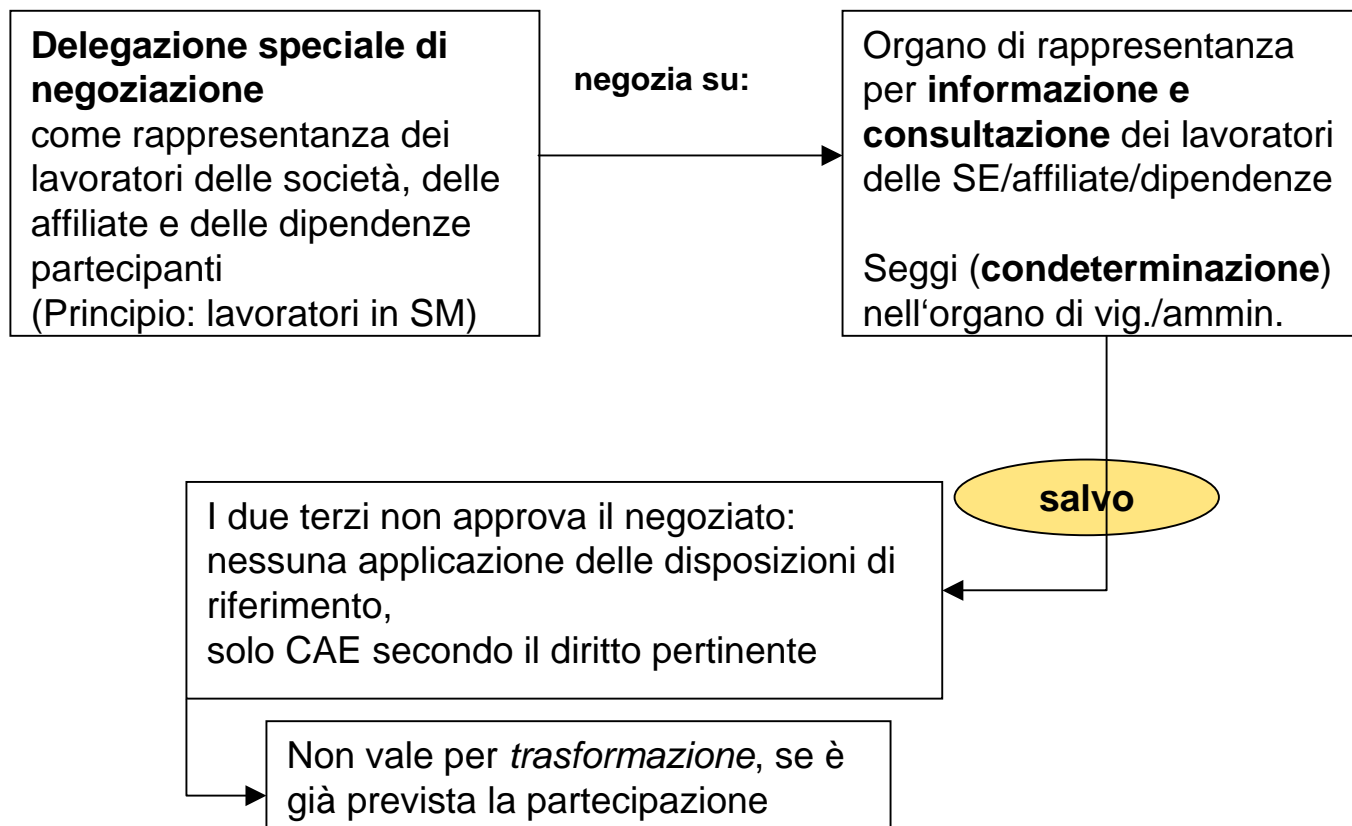 Delegazione speciale di
negoziazione
come rappresentanza dei
lavoratori delle società, delle
affiliate e delle dipendenze
partecipanti
(Principio: lavoratori in SM)
negozia su:
Organo di rappresentanza
per informazione e
consultazione dei lavoratori
delle SE/affiliate/dipendenze
Seggi (condeterminazione)
nell‘organo di vig./ammin.
salvo
I due terzi non approva il negoziato:
nessuna applicazione delle disposizioni di
riferimento,
solo CAE secondo il diritto pertinente
Non vale per trasformazione, se è
già prevista la partecipazione